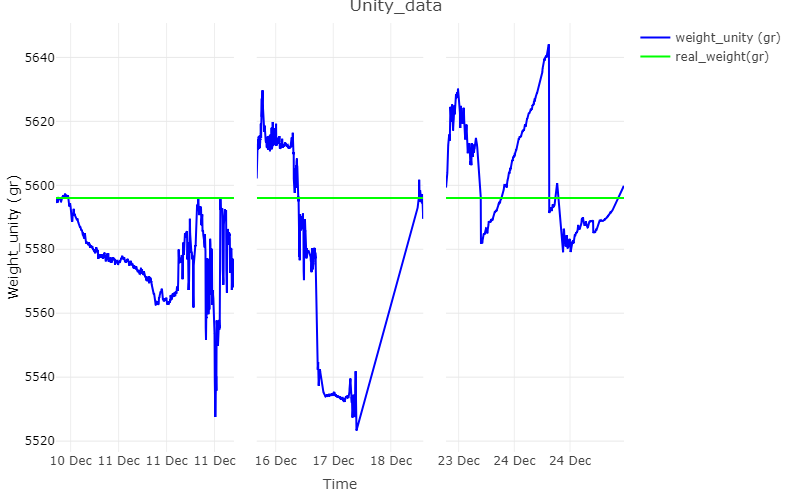 Unity_data
weight_unity (gr)
real_weight(gr)
Weight_unity (gr)
5640
5620
5600
5580
5560
5540
5520
10 Dec 11 Dec 11 Dec 11 Dec 16 Dec 17 Dec 18 Dec 23 Dec 24 Dec 24 Dec
Time